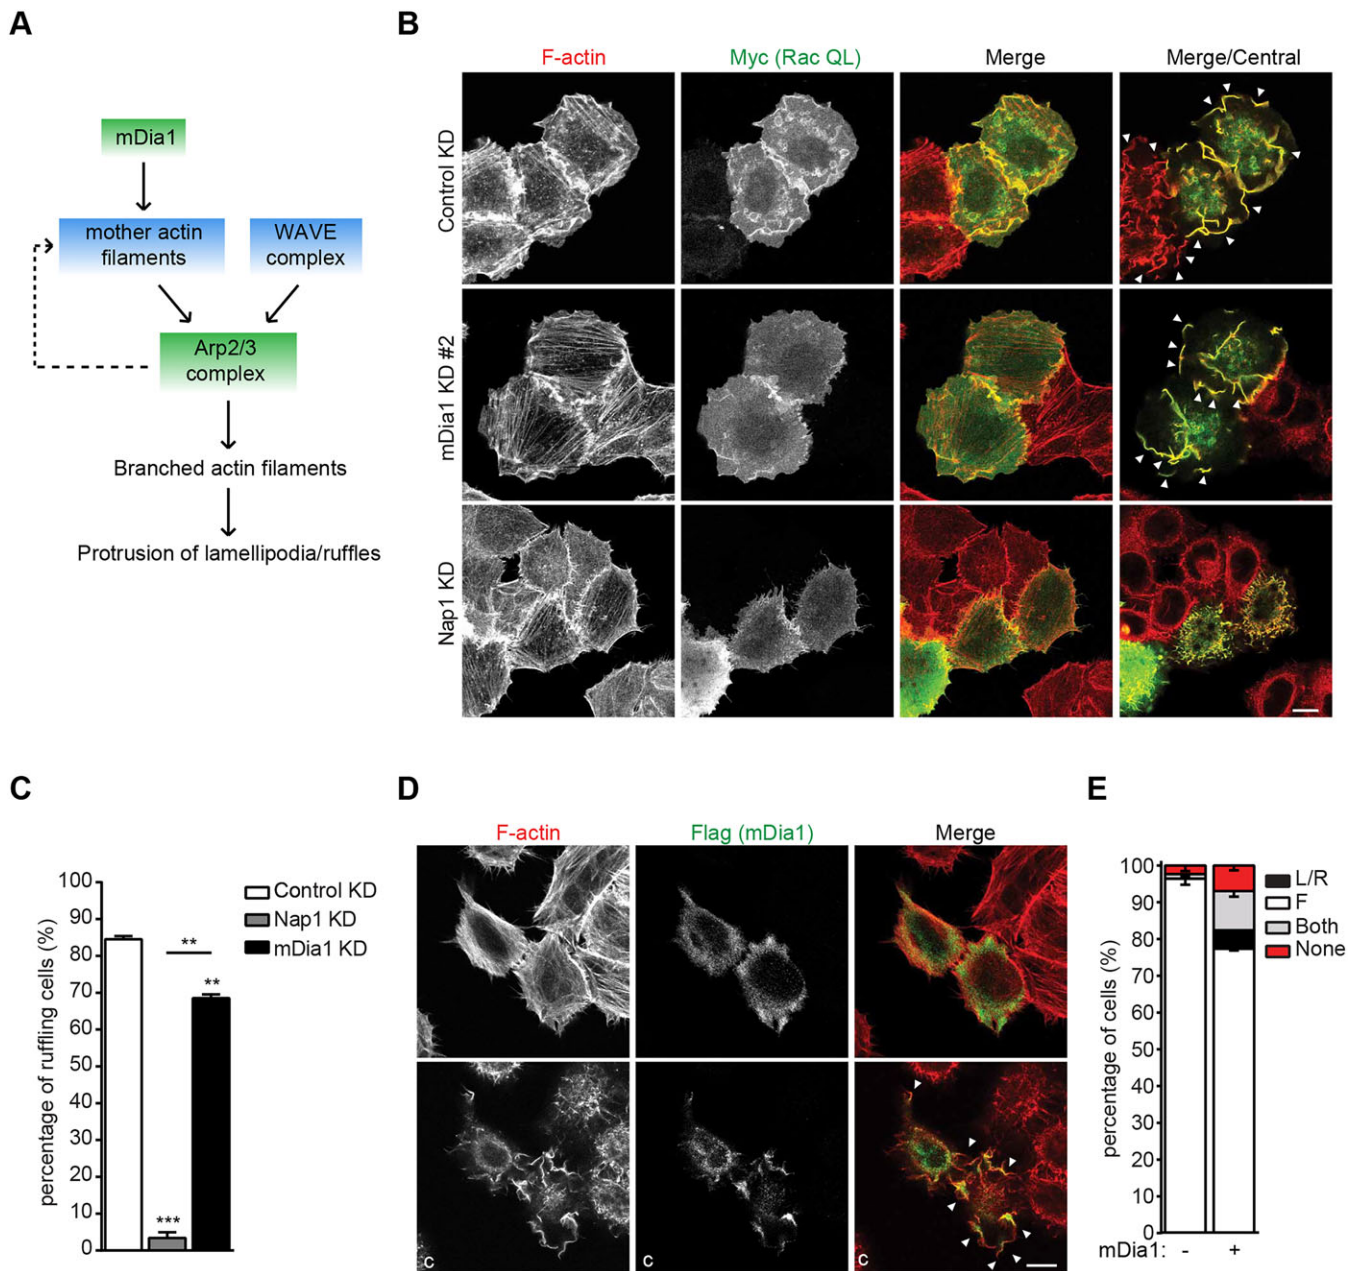 A
mDia1
mother actin
filaments
WAVE
complex
Arp2/3
complex
Branched actin filaments
Protrusion of lamellipodia/ruffles
B
F-actin
Myc (Rac QL)
Merge
Merge/Central
Control KD
mDia1 KD #2
Nap1 KD
C
percentage of ruffling cells (%)
100
90
80
70
60
50
40
30
20
10
0
***
**
**
Control KD
Nap1 KD
mDia1 KD
D
F-actin
Flag (mDia1)
Merge
c
c
c
E
percentage of cells (%)
100
90
80
70
60
50
40
30
20
10
0
L/R
F
Both
None
mDia1: - +